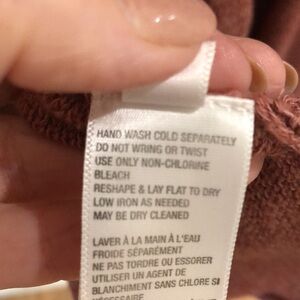 HAND WASH COLD SEPARATELY
DO NOT WRING OR TWIST
USE ONLY NON-CHLORINE
BLEACH
RESHAPE & LAY FLAT TO DRY
LOW IRON AS NEEDED
MAY BE DRY CLEANED
LAVER À LA MAIN À L'EAU
FROIDE SÉPARÉMENT
NE PAS TORDRE OU ESSORER
UTILISER UN AGENT DE
BLANCHIMENT SANS CHLORE SI
NÉCESSAIRE